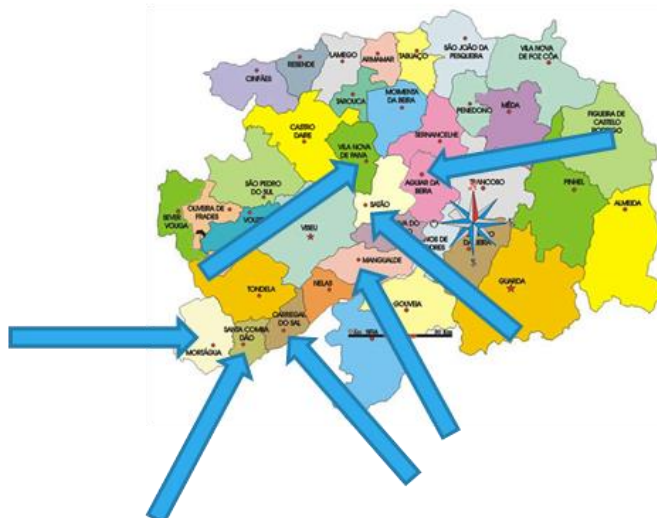 CINFÃES
RESENDE
LAMEGO
ARMAMAR
TABUAÇO
SÃO JOÃO DA
PESQUEIRA
VILA NOVA
DE FOZ CÔA
TAROUCA
MOIMENTA
DA BEIRA
PENEDONO
MÊDA
FIGUEIRA DE
CASTELO
RODRIGO
CASTRO
DAIRE
VILA NOVA
DE PAIVA
SERNANCELHE
SÃO PEDRO
DO SUL
AGUIAR DA
BEIRA
TRANCOSO
PINHEL
ALMEIDA
OLIVEIRA DE
FRADES
SEVER
VOUGA
VISEU
SATÃO
MANGUALDE
GUARDA
TONDELA
NELAS
GOUVEIA
CARREGAL
DO SAL
SANTA COMBA
DÃO
MORTÁGUA
S